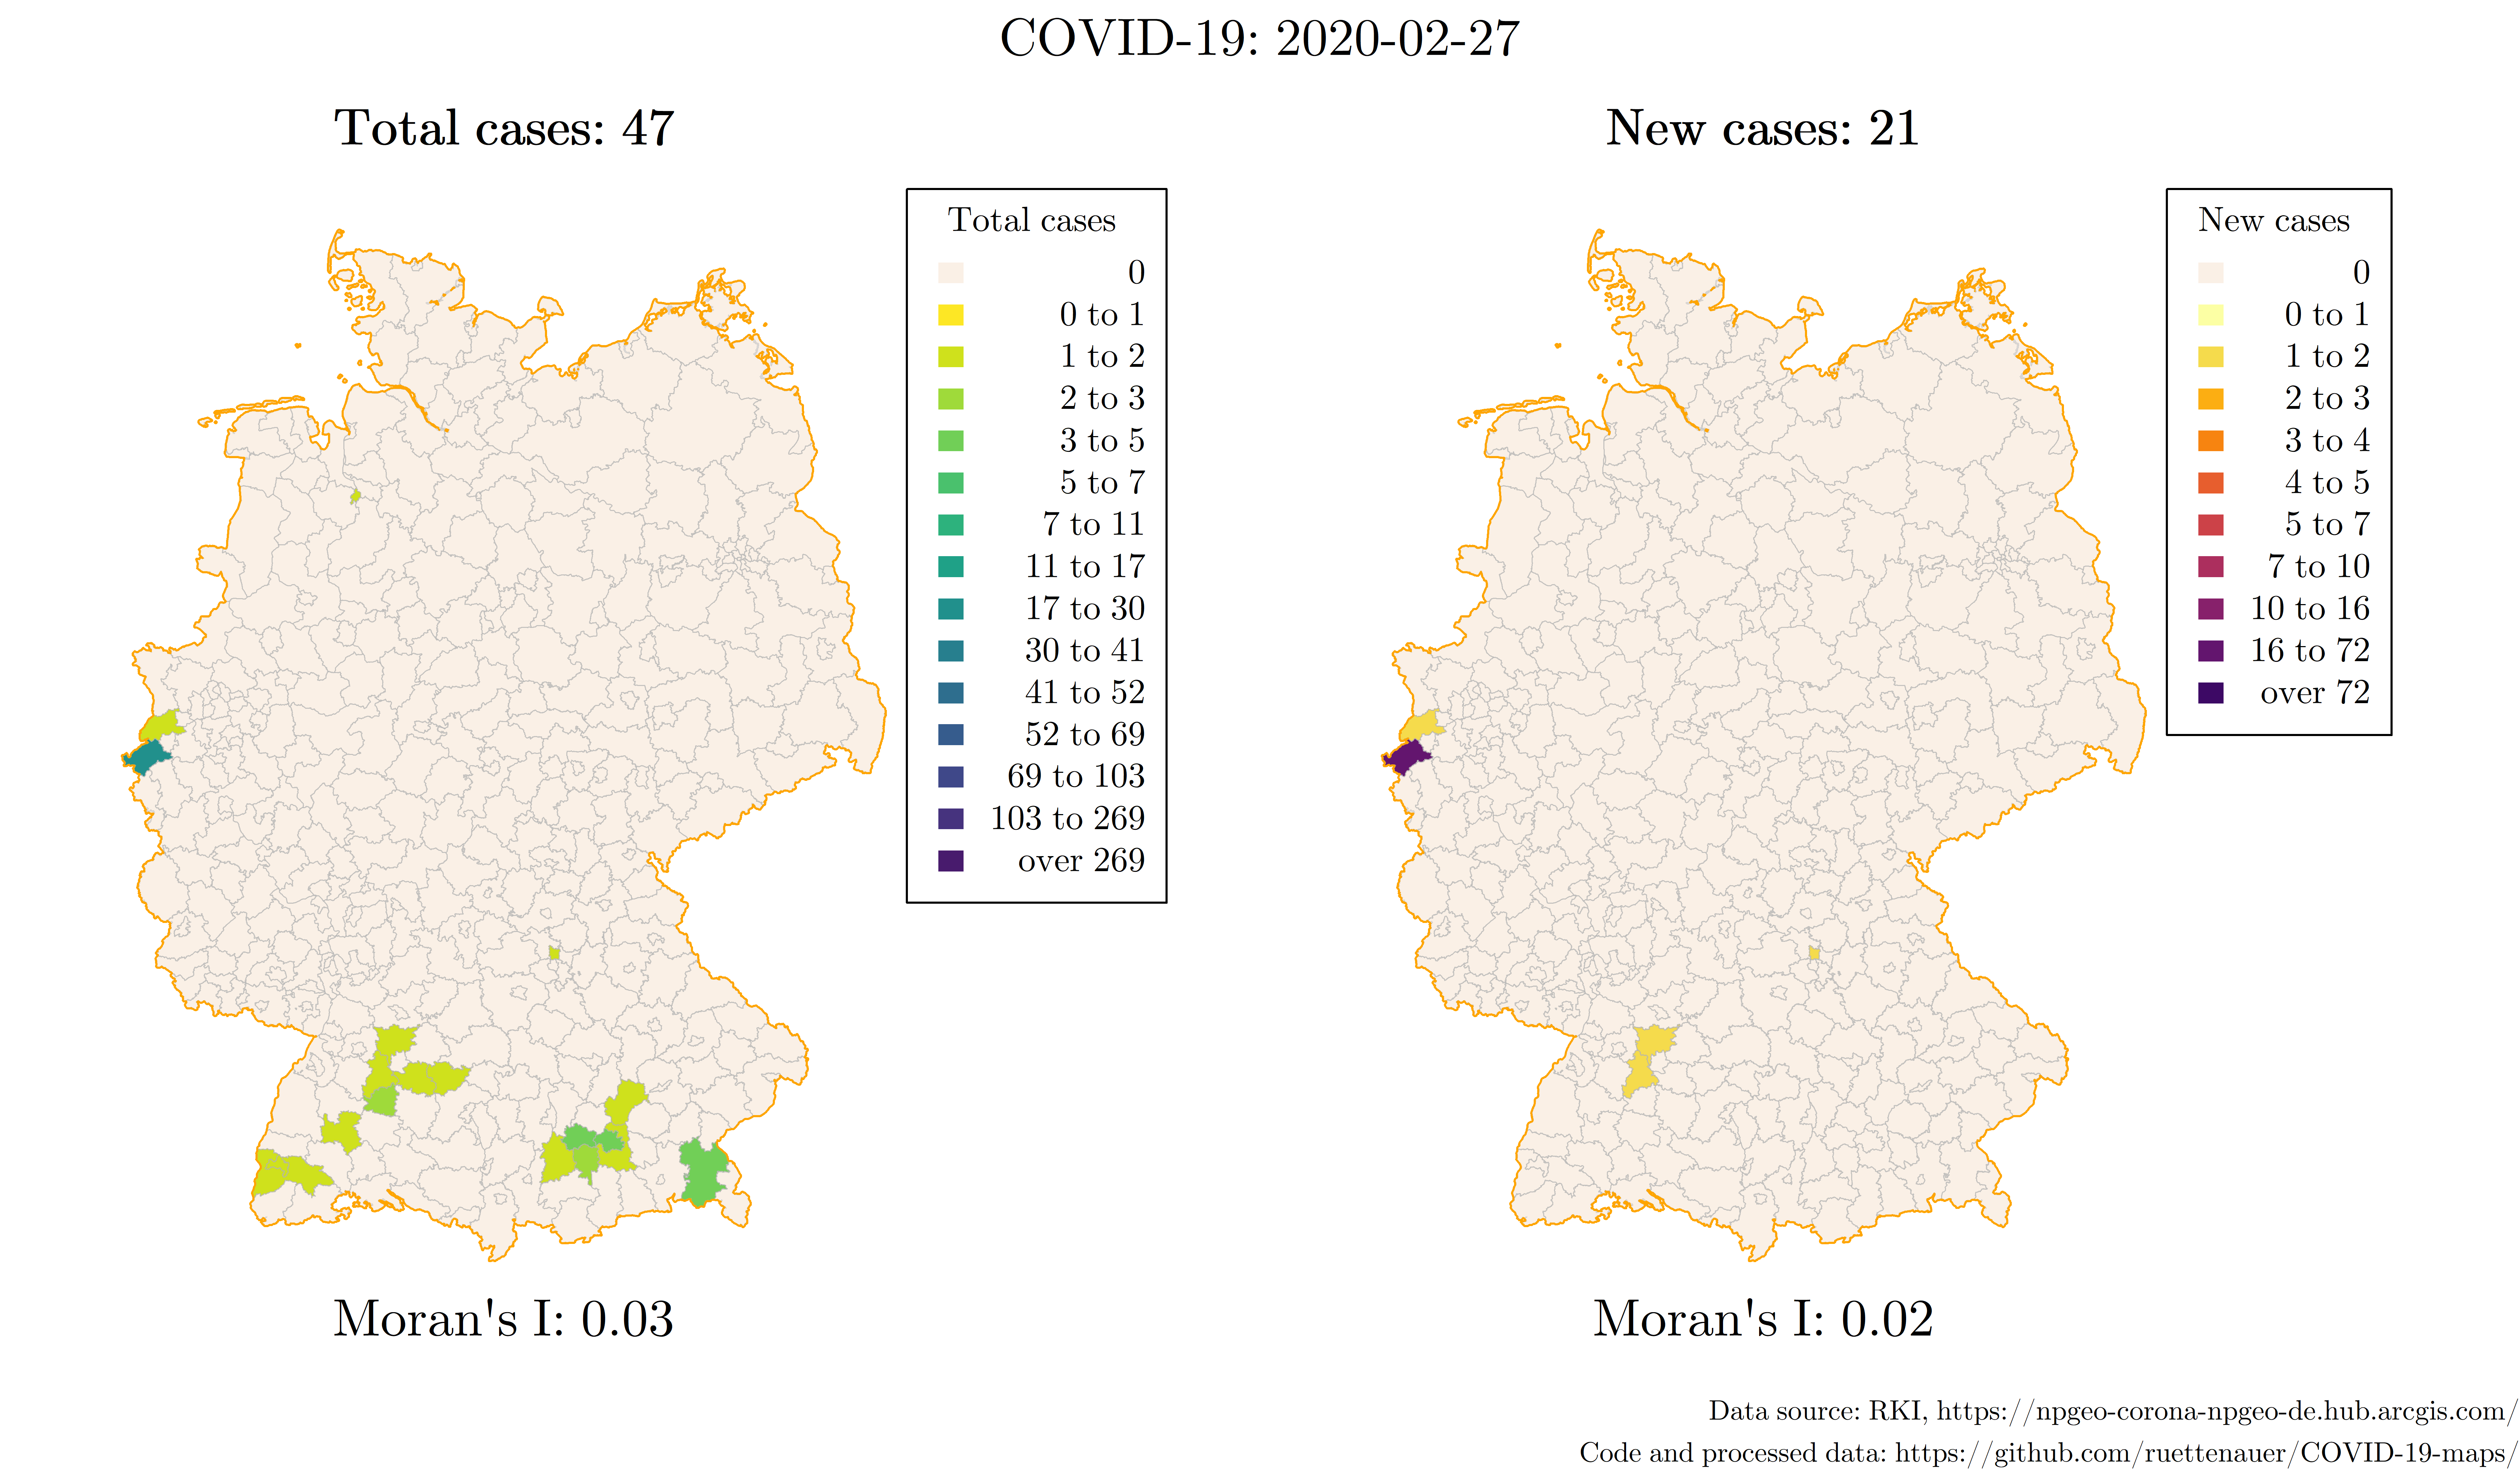 COVID-19: 2020-02-27
Total cases: 47
Total cases
0
0 to 1
1 to 2
2 to 3
3 to 5
5 to 7
7 to 11
11 to 17
17 to 30
30 to 41
41 to 52
52 to 69
69 to 103
103 to 269
over 269
Moran's I: 0.03
New cases: 21
New cases
0
0 to 1
1 to 2
2 to 3
3 to 4
4 to 5
5 to 7
7 to 10
10 to 16
16 to 72
over 72
Moran's I: 0.02
Data source: RKI, https://npgeo-corona-npgeo-de.hub.arcgis.com/
Code and processed data: https://github.com/ruettenauer/COVID-19-maps/